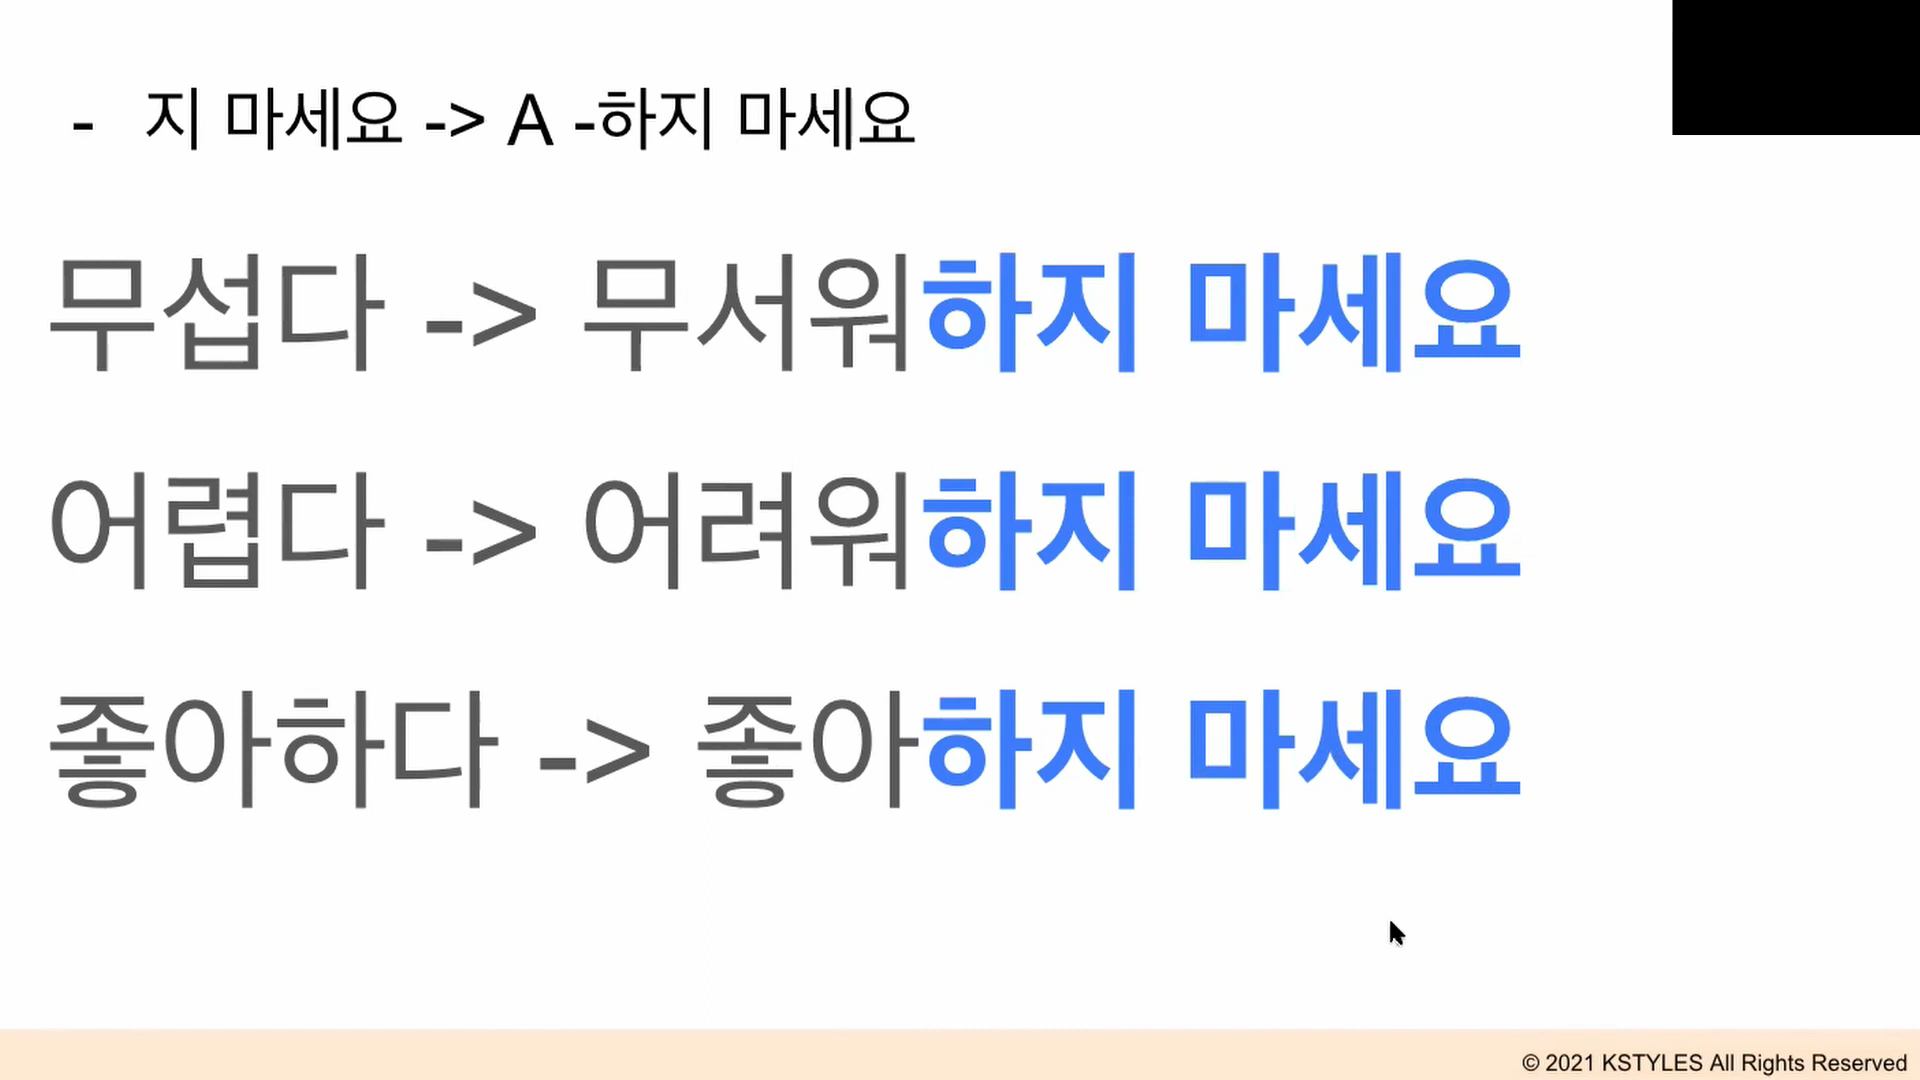 - 지 마세요 -> A -하지 마세요
무섭다 -> 무서워하지 마세요
어렵다 -> 어려워하지 마세요
좋아하다 -> 좋아하지 마세요
© 2021 KSTYLES All Rights Reserved